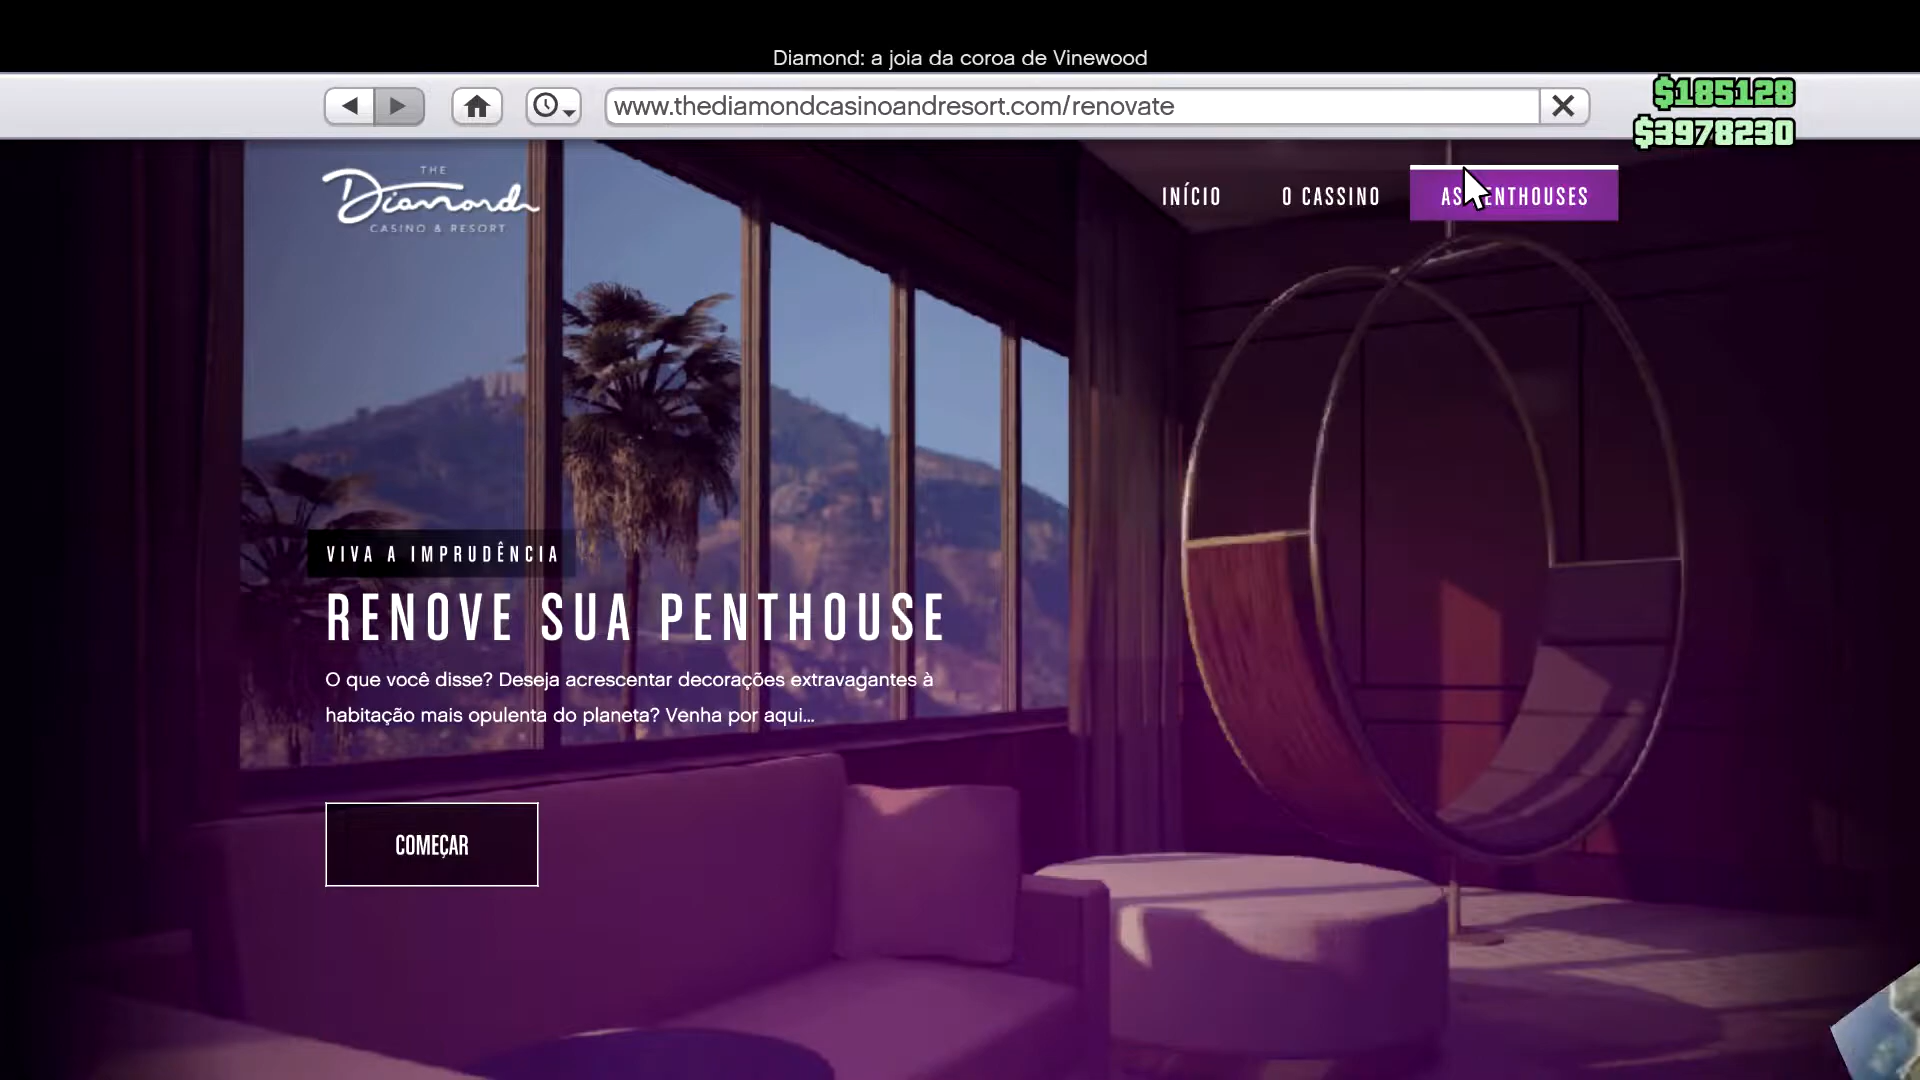 Diamond: a joia da coroa de Vinewood
www.thediamondcasinoandresort.com/renovate
$185128
$3978230
THE
Diamond
CASINO & RESORT
INÍCIO
O CASSINO
AS PENTHOUSES
VIVA A IMPRUDÊNCIA
RENOVE SUA PENTHOUSE
O que você disse? Deseja acrescentar decorações extravagantes à
habitação mais opulenta do planeta? Venha por aqui...
COMEÇAR